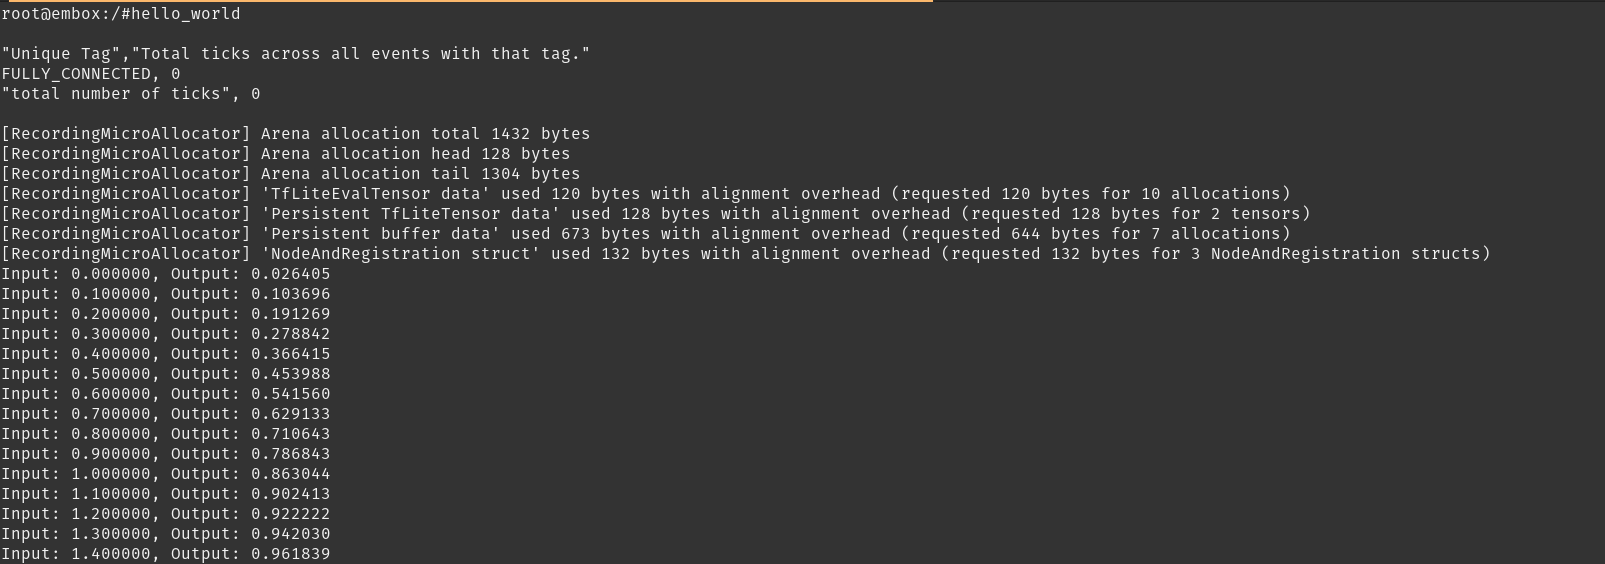 root@embox:/#hello_world
"Unique Tag","Total ticks across all events with that tag."
FULLY_CONNECTED, 0
"total number of ticks", 0
[RecordingMicroAllocator] Arena allocation total 1432 bytes
[RecordingMicroAllocator] Arena allocation head 128 bytes
[RecordingMicroAllocator] Arena allocation tail 1304 bytes
[RecordingMicroAllocator] 'TfLiteEvalTensor data' used 120 bytes with alignment overhead (requested 120 bytes for 10 allocations)
[RecordingMicroAllocator] 'Persistent TfLiteTensor data' used 128 bytes with alignment overhead (requested 128 bytes for 2 tensors)
[RecordingMicroAllocator] 'Persistent buffer data' used 673 bytes with alignment overhead (requested 644 bytes for 7 allocations)
[RecordingMicroAllocator] 'NodeAndRegistration struct' used 132 bytes with alignment overhead (requested 132 bytes for 3 NodeAndRegistration structs)
Input: 0.000000, Output: 0.026405
Input: 0.100000, Output: 0.103696
Input: 0.200000, Output: 0.191269
Input: 0.300000, Output: 0.278842
Input: 0.400000, Output: 0.366415
Input: 0.500000, Output: 0.453988
Input: 0.600000, Output: 0.541560
Input: 0.700000, Output: 0.629133
Input: 0.800000, Output: 0.710643
Input: 0.900000, Output: 0.786843
Input: 1.000000, Output: 0.863044
Input: 1.100000, Output: 0.902413
Input: 1.200000, Output: 0.922222
Input: 1.300000, Output: 0.942030
Input: 1.400000, Output: 0.961839